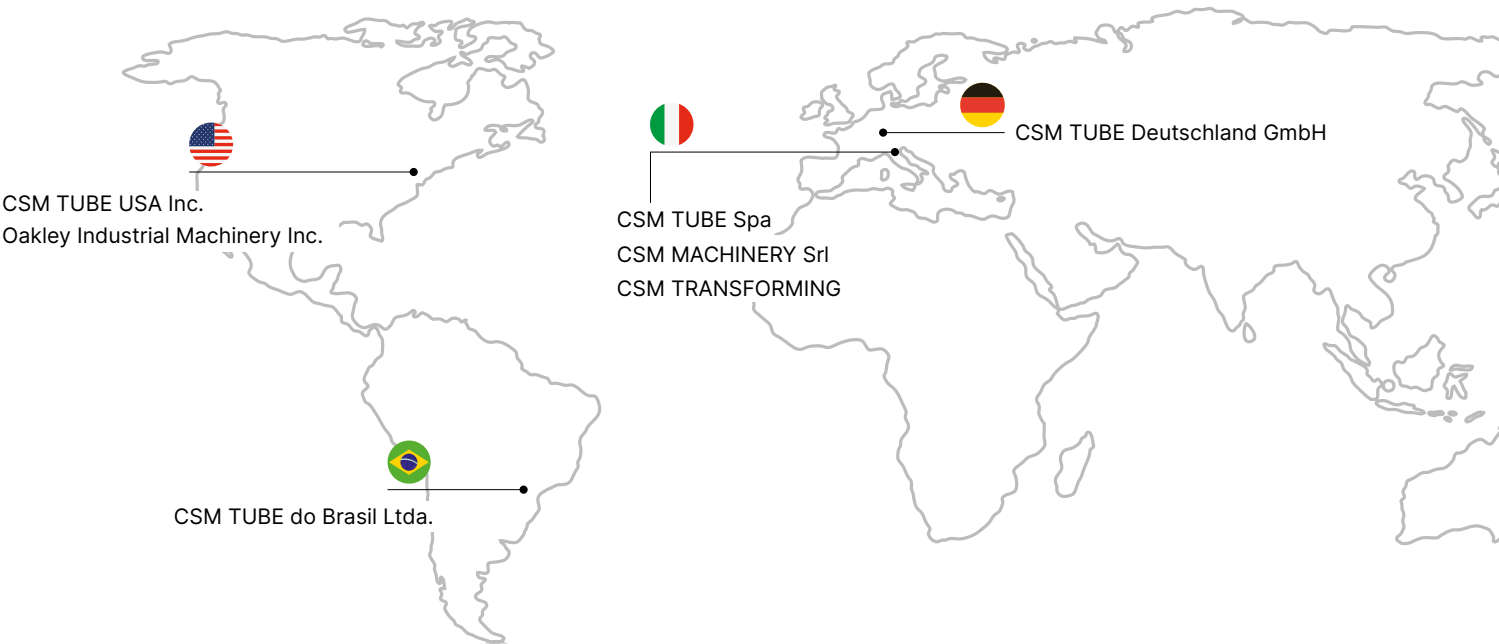 CSM TUBE Deutschland GmbH
CSM TUBE USA Inc.
Oakley Industrial Machinery Inc.
CSM TUBE Spa
CSM MACHINERY Srl
CSM TRANSFORMING
CSM TUBE do Brasil Ltda.